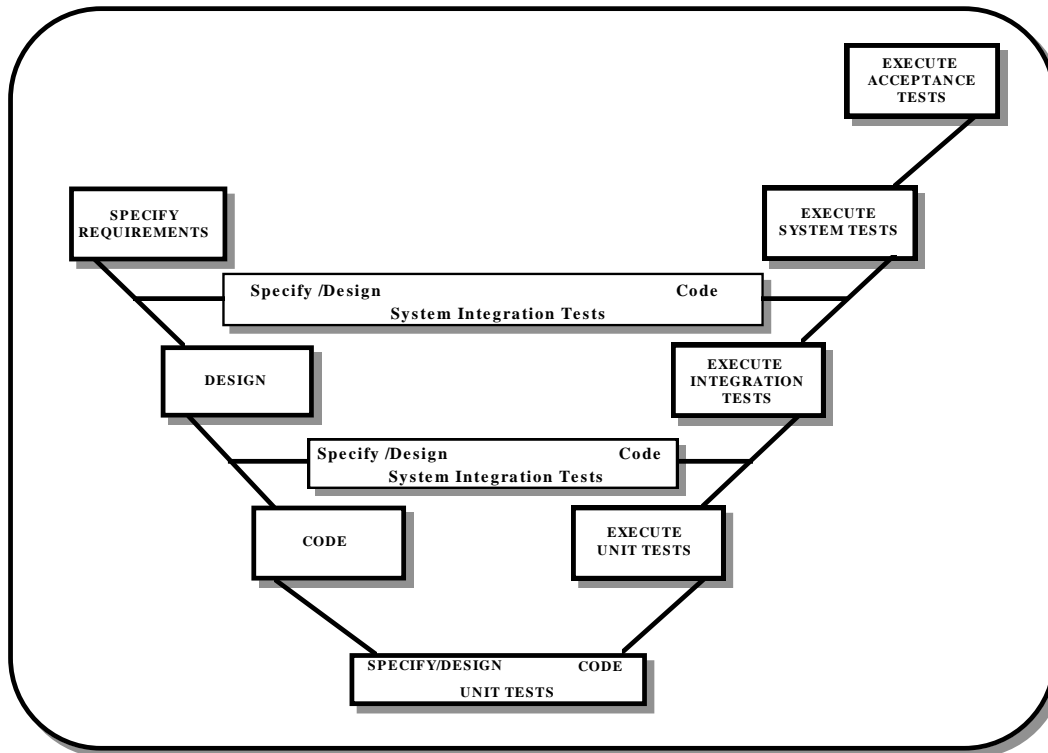 EXECUTE
ACCEPTANCE
TESTS
SPECIFY
REQUIREMENTS
EXECUTE
SYSTEM TESTS
Specify /Design Code
System Integration Tests
DESIGN
EXECUTE
INTEGRATION
TESTS
Specify /Design Code
System Integration Tests
CODE
EXECUTE
UNIT TESTS
SPECIFY/DESIGN CODE
UNIT TESTS